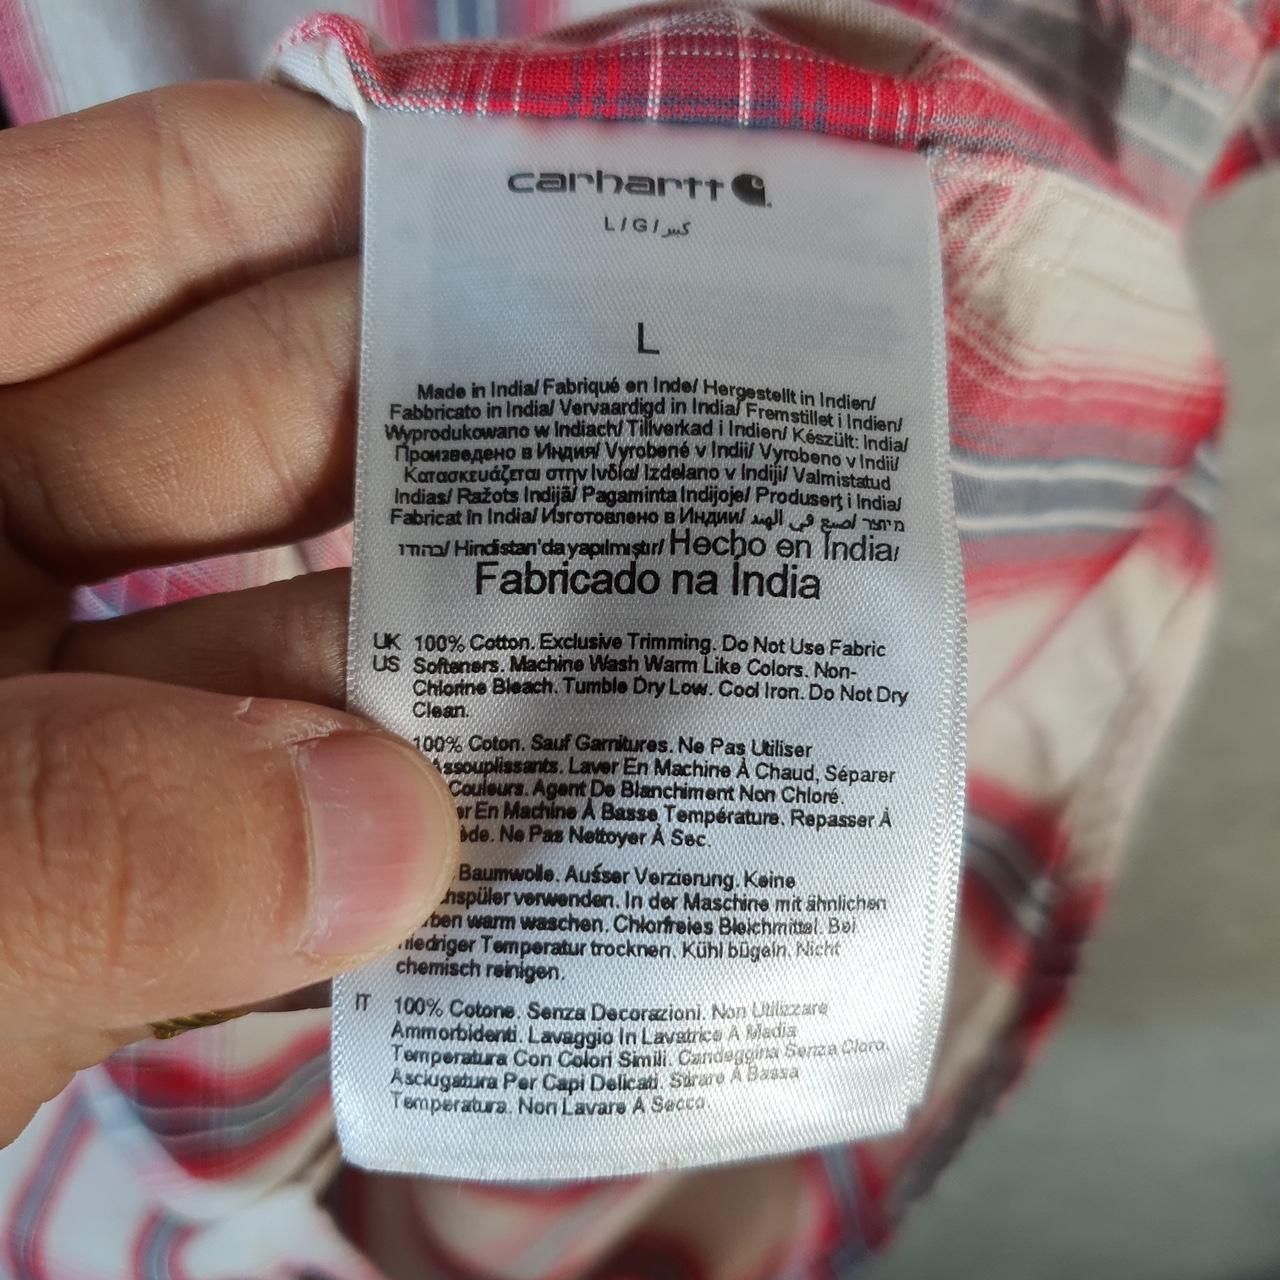 carhartt
L / G / كبير
L
Made in India/ Fabriqué en Inde/ Hergestellt in Indien/
Fabbricato in India/ Vervaardigd in India/ Fremstillet i Indien/
Wyprodukowano w Indiach/ Tillverkad i Indien/ Készült: India/
Произведено в Индия/ Vyrobené v Indii/ Vyrobeno v Indii/
Κατασκευάζεται στην Ινδία/ Izdelano v Indiji/ Valmistatud
Indias/ Ražots Indijā/ Pagaminta Indijoje/ Produsert i India/
Fabricat în India/ Изготовлено в Индии/ صنع في الهند/ מיוצר
בהודו/ Hindistan'da yapılmıştır/ Hecho en India/
Fabricado na Índia
UK 100% Cotton. Exclusive Trimming. Do Not Use Fabric
US Softeners. Machine Wash Warm Like Colors. Non-
Chlorine Bleach. Tumble Dry Low. Cool Iron. Do Not Dry
Clean.
100% Coton. Sauf Garnitures. Ne Pas Utiliser
Assouplissants. Laver En Machine À Chaud, Séparer
Couleurs. Agent De Blanchiment Non Chloré.
er En Machine À Basse Température. Repasser À
ède. Ne Pas Nettoyer À Sec.
Baumwolle. Außer Verzierung. Keine
hspüler verwenden. In der Maschine mit ähnlichen
ben warm waschen. Chlorfreies Bleichmittel. Bei
niedriger Temperatur trocknen. Kühl bügeln. Nicht
chemisch reinigen.
IT 100% Cotone. Senza Decorazioni. Non Utilizzare
Ammorbidenti. Lavaggio In Lavatrice A Madia
Temperatura Con Colori Simili. Candeggina Senza Cloro.
Asciugatura Per Capi Delicati. Stirare A Bassa
Temperatura. Non Lavare A Secco.